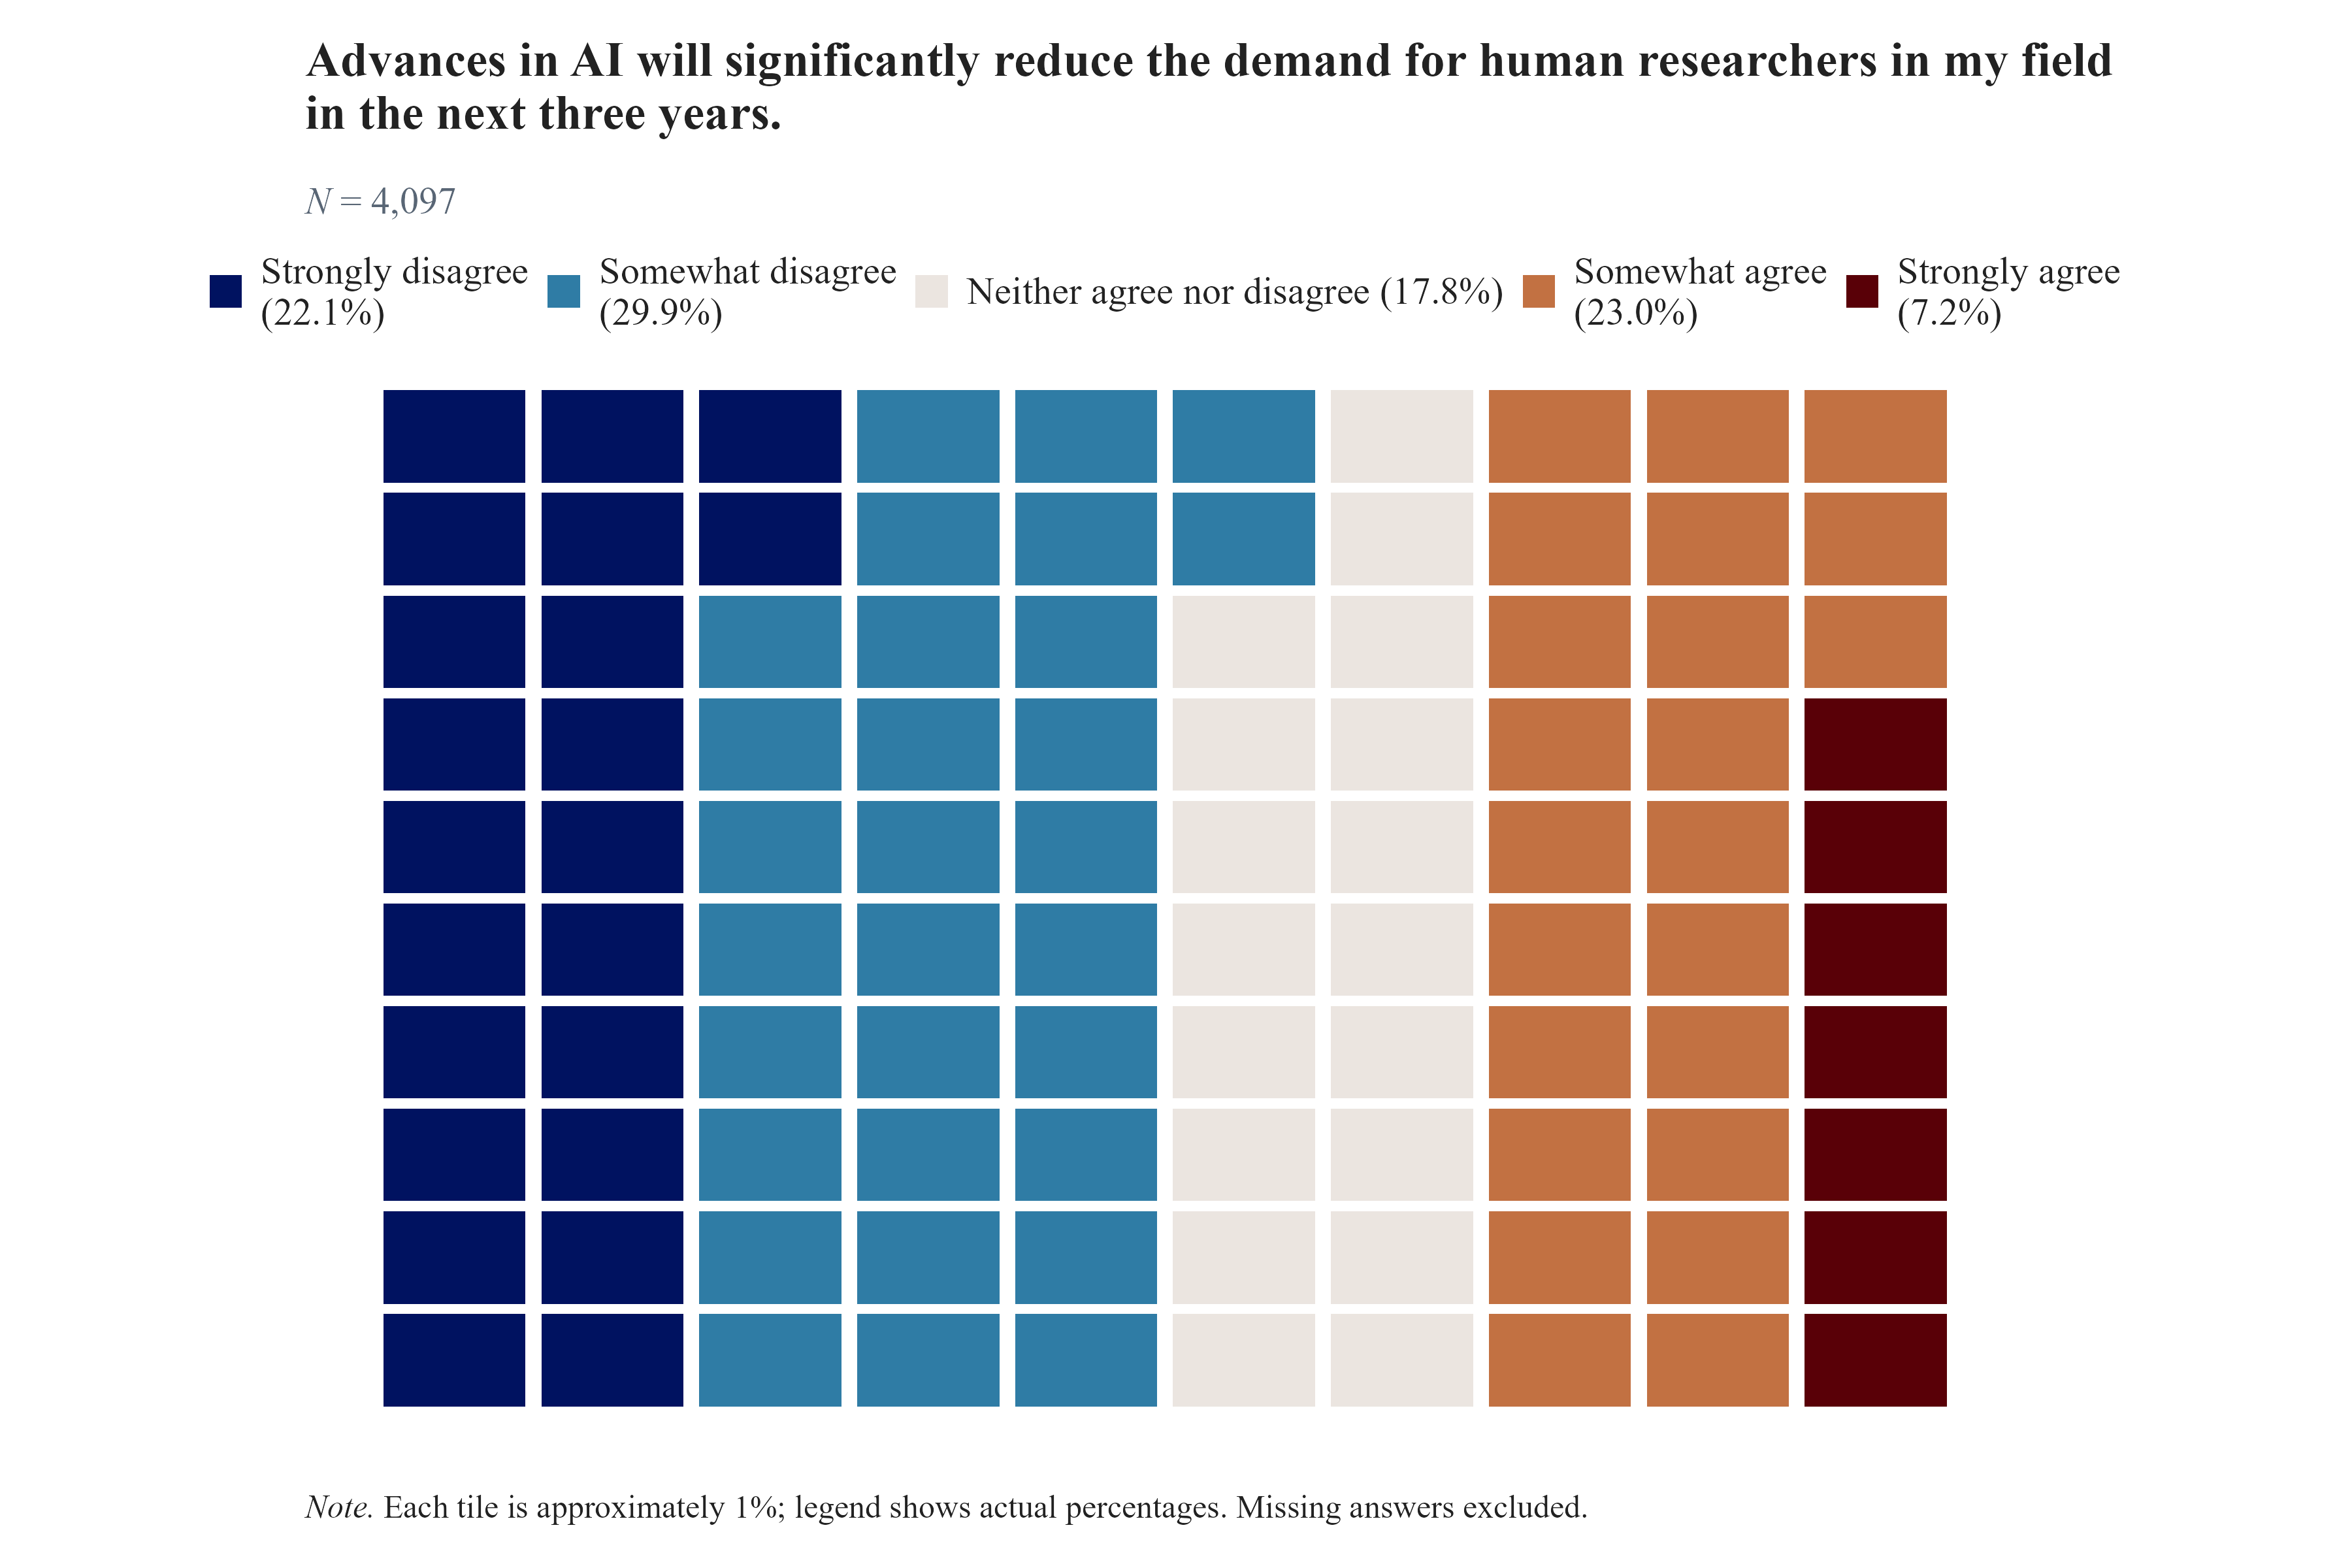 Advances in AI will significantly reduce the demand for human researchers in my field
in the next three years.
N = 4,097
Strongly disagree
(22.1%)
Somewhat disagree
(29.9%)
Neither agree nor disagree (17.8%)
Somewhat agree
(23.0%)
Strongly agree
(7.2%)
Note. Each tile is approximately 1%; legend shows actual percentages. Missing answers excluded.